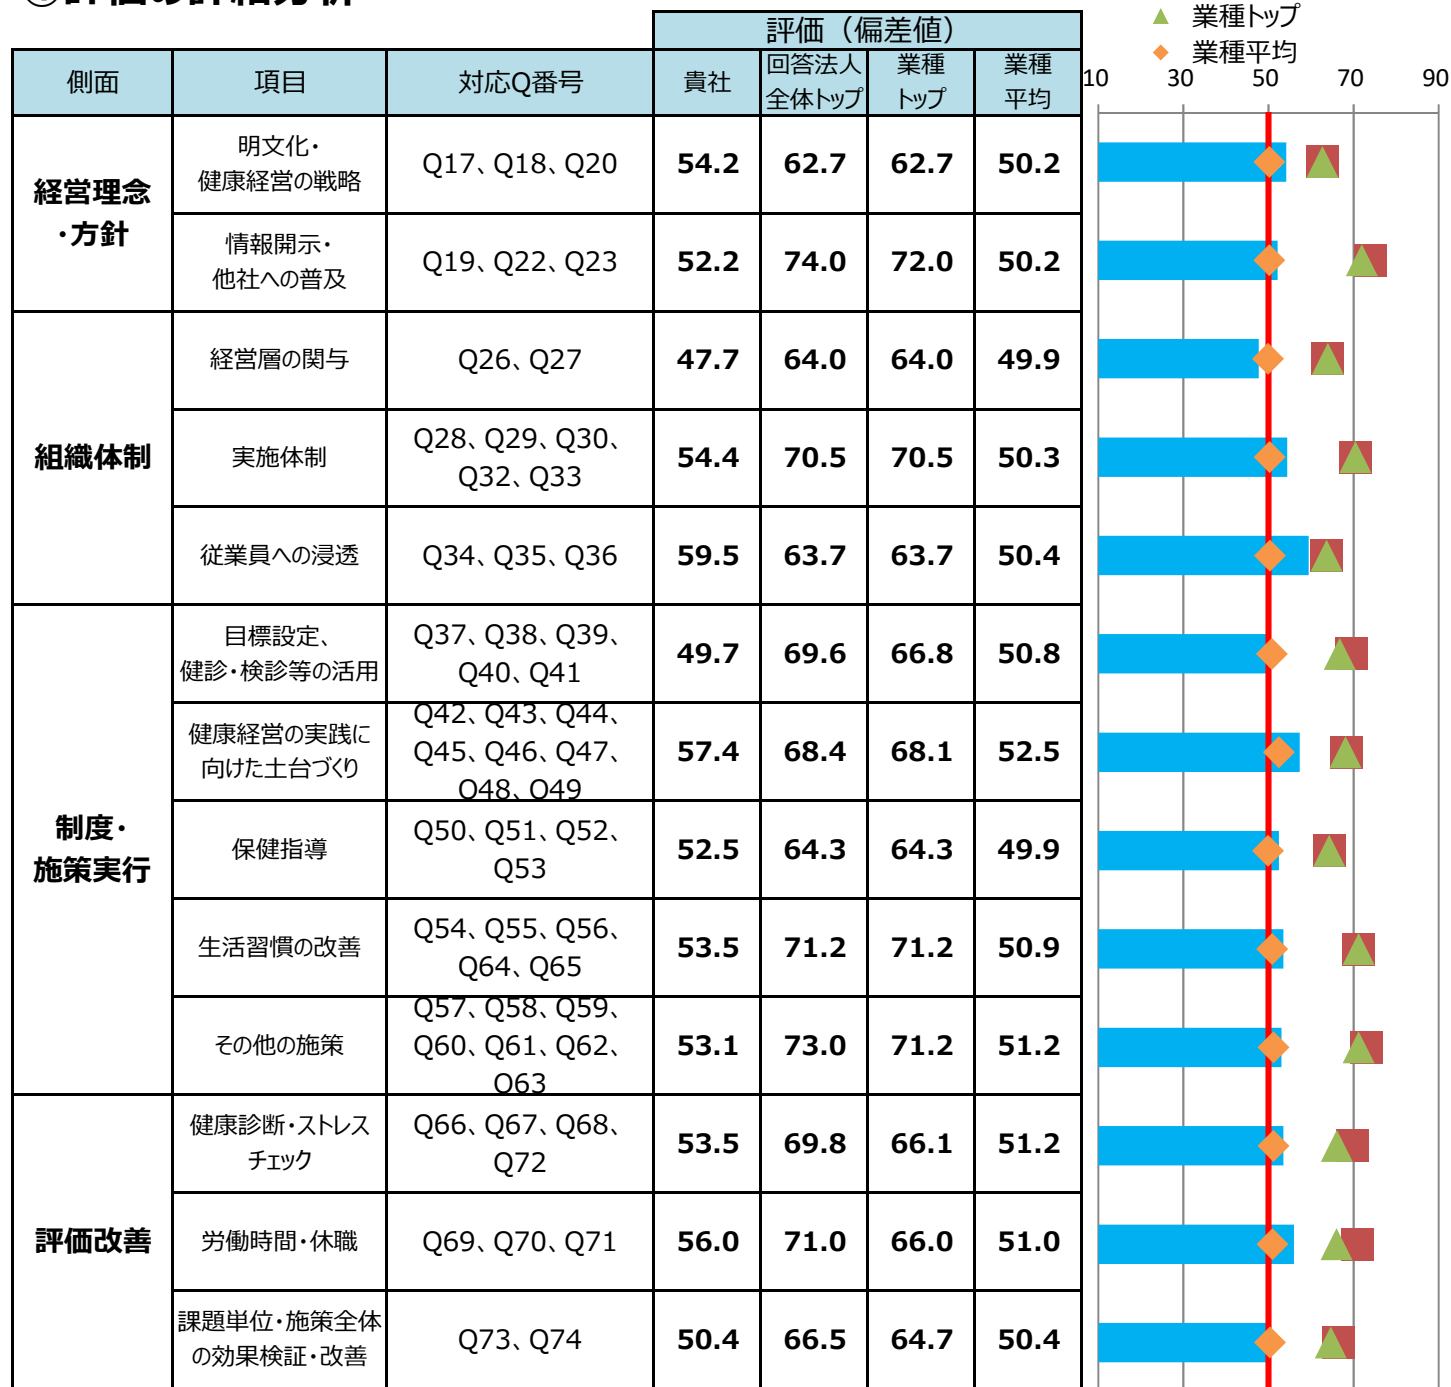 評価（偏差値）
業種トップ
業種平均
側面 項目 対応Q番号 貴社 回答法人 業種 業種
全体トップ トップ 平均
10 30 50 70 90
経営理念
・方針
明文化・
健康経営の戦略
Q17、Q18、Q20
54.2 62.7 62.7 50.2
情報開示・
他社への普及
Q19、Q22、Q23
52.2 74.0 72.0 50.2
組織体制
経営層の関与
Q26、Q27
47.7 64.0 64.0 49.9
実施体制
Q28、Q29、Q30、
Q32、Q33
54.4 70.5 70.5 50.3
従業員への浸透
Q34、Q35、Q36
59.5 63.7 63.7 50.4
制度・
施策実行
目標設定、
健診・検診等の活用
Q37、Q38、Q39、
Q40、Q41
49.7 69.6 66.8 50.8
健康経営の実践に
向けた土台づくり
Q42、Q43、Q44、
Q45、Q46、Q47、
Q48、Q49
57.4 68.4 68.1 52.5
保健指導
Q50、Q51、Q52、
Q53
52.5 64.3 64.3 49.9
生活習慣の改善
Q54、Q55、Q56、
Q64、Q65
53.5 71.2 71.2 50.9
その他の施策
Q57、Q58、Q59、
Q60、Q61、Q62、
Q63
53.1 73.0 71.2 51.2
評価改善
健康診断・ストレス
チェック
Q66、Q67、Q68、
Q72
53.5 69.8 66.1 51.2
労働時間・休職
Q69、Q70、Q71
56.0 71.0 66.0 51.0
課題単位・施策全体
の効果検証・改善
Q73、Q74
50.4 66.5 64.7 50.4